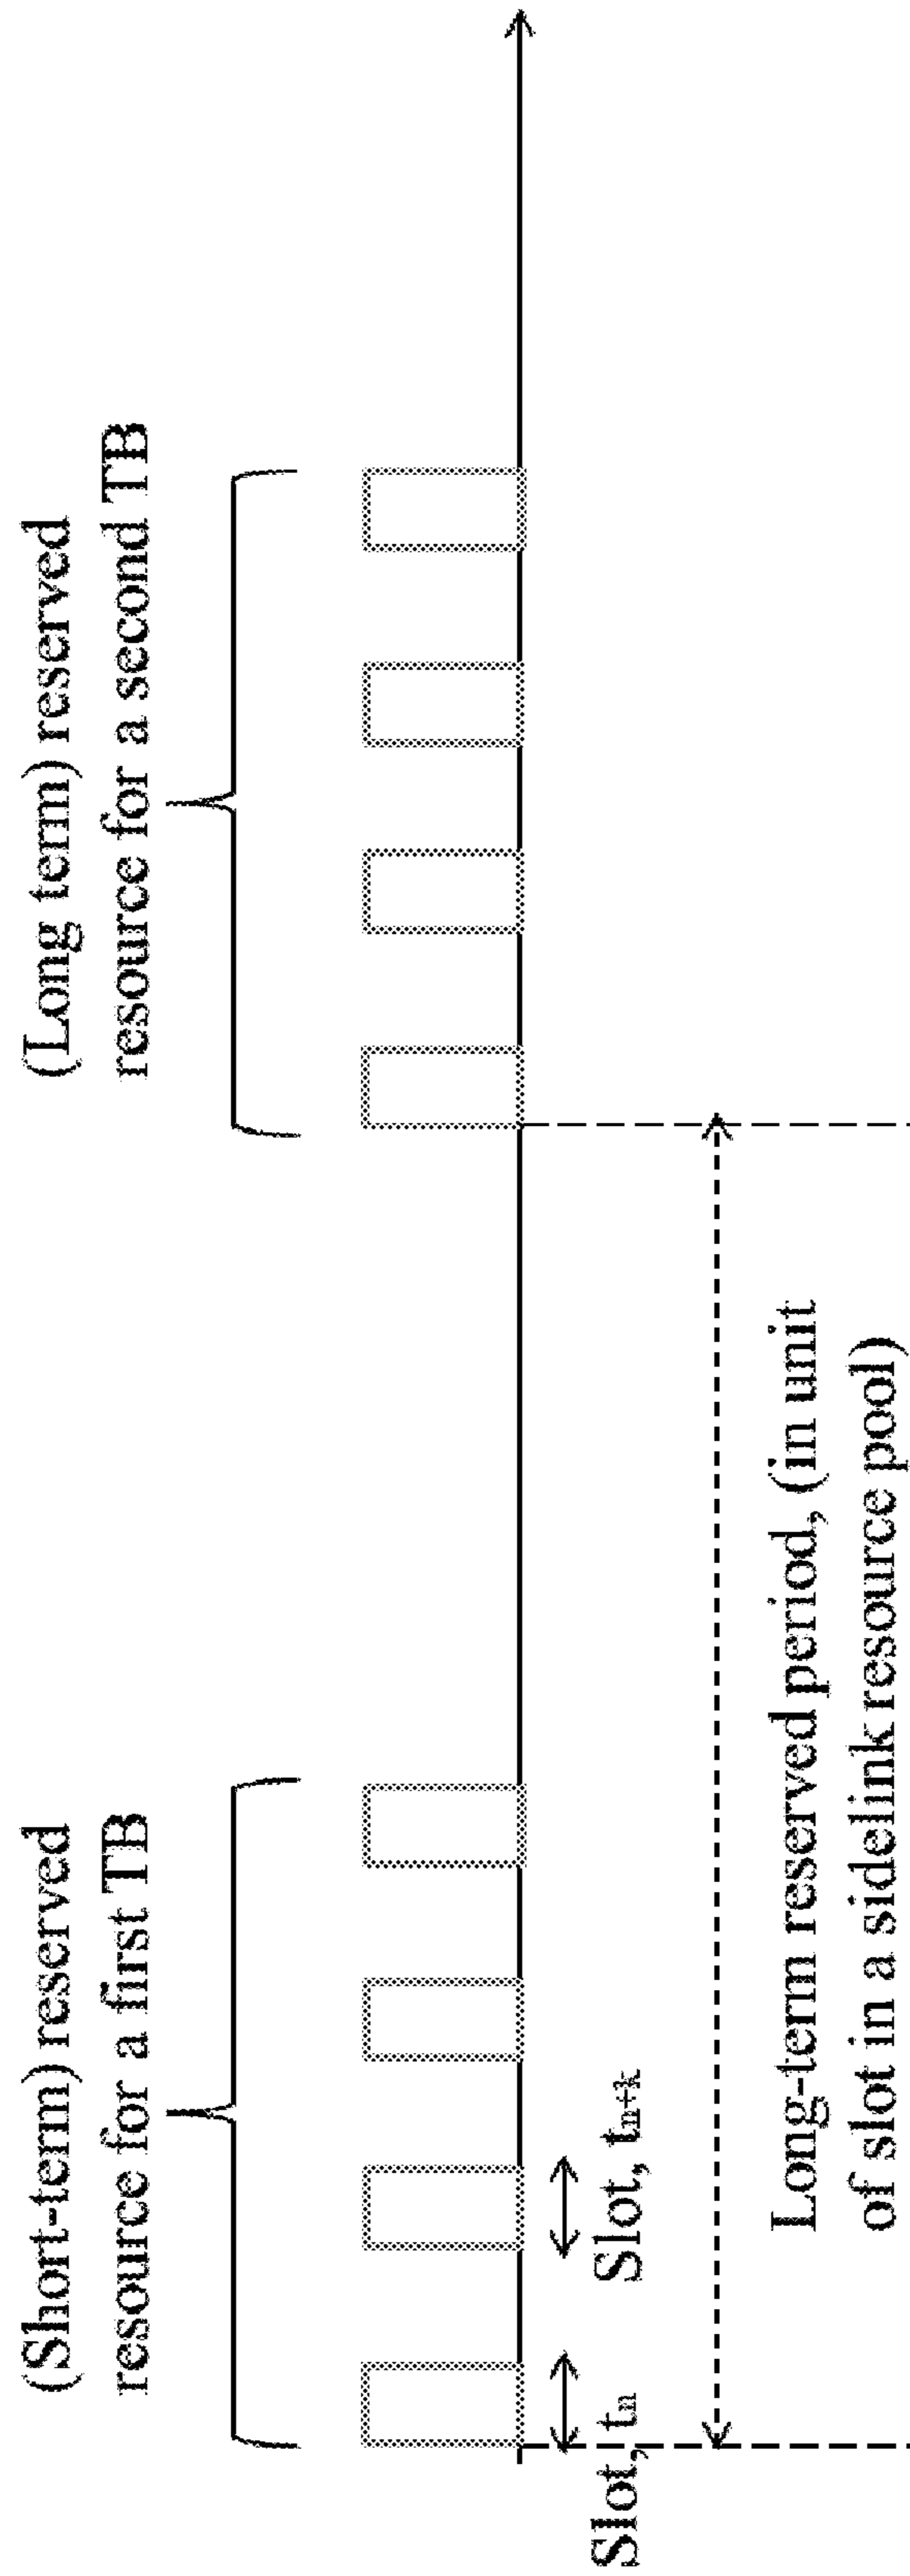 (Short-term) reserved
resource for a first TB
(Long term) reserved
resource for a second TB
Slot, tn
Slot, tn+k
Long-term reserved period, (in unit
of slot in a sidelink resource pool)